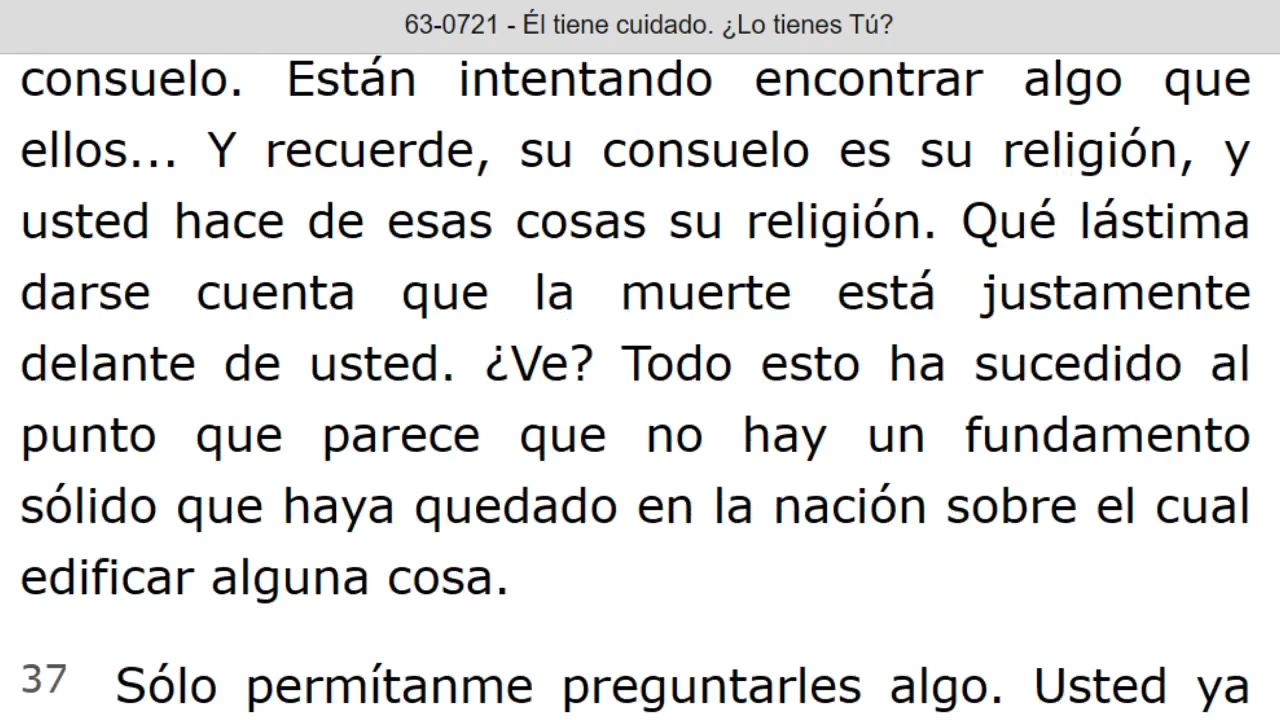 63-0721 - Él tiene cuidado. ¿Lo tienes Tú?
consuelo. Están intentando encontrar algo que
ellos... Y recuerde, su consuelo es su religión, y
usted hace de esas cosas su religión. Qué lástima
darse cuenta que la muerte está justamente
delante de usted. ¿Ve? Todo esto ha sucedido al
punto que parece que no hay un fundamento
sólido que haya quedado en la nación sobre el cual
edificar alguna cosa.
37 Sólo permítanme preguntarles algo. Usted ya